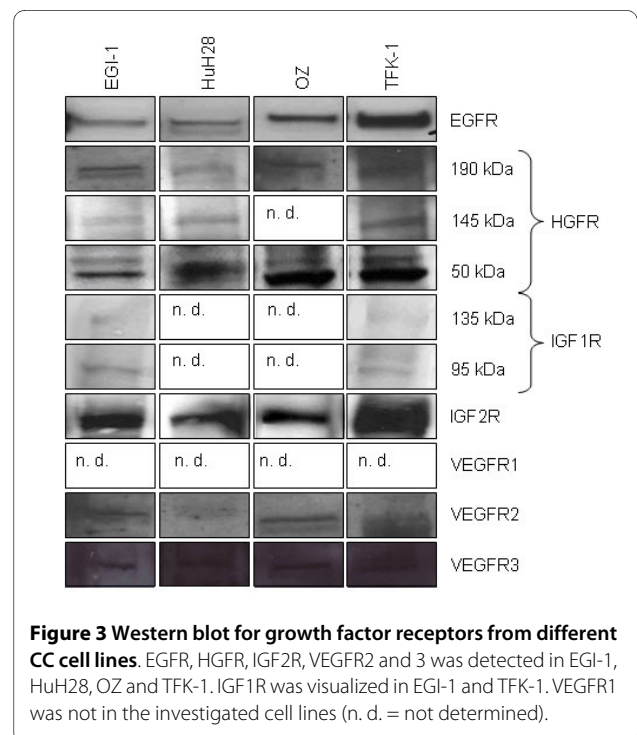 EGI-1 HuH28 OZ TFK-1
EGFR
190 kDa
n. d. 145 kDa HGFR
50 kDa
n. d. n. d. 135 kDa
IGF1R
n. d. n. d. 95 kDa
IGF2R
n. d. n. d. n. d. n. d. VEGFR1
VEGFR2
VEGFR3
Figure 3 Western blot for growth factor receptors from different
CC cell lines. EGFR, HGFR, IGF2R, VEGFR2 and 3 was detected in EGI-1,
HuH28, OZ and TFK-1. IGF1R was visualized in EGI-1 and TFK-1. VEGFR1
was not in the investigated cell lines (n. d. = not determined).